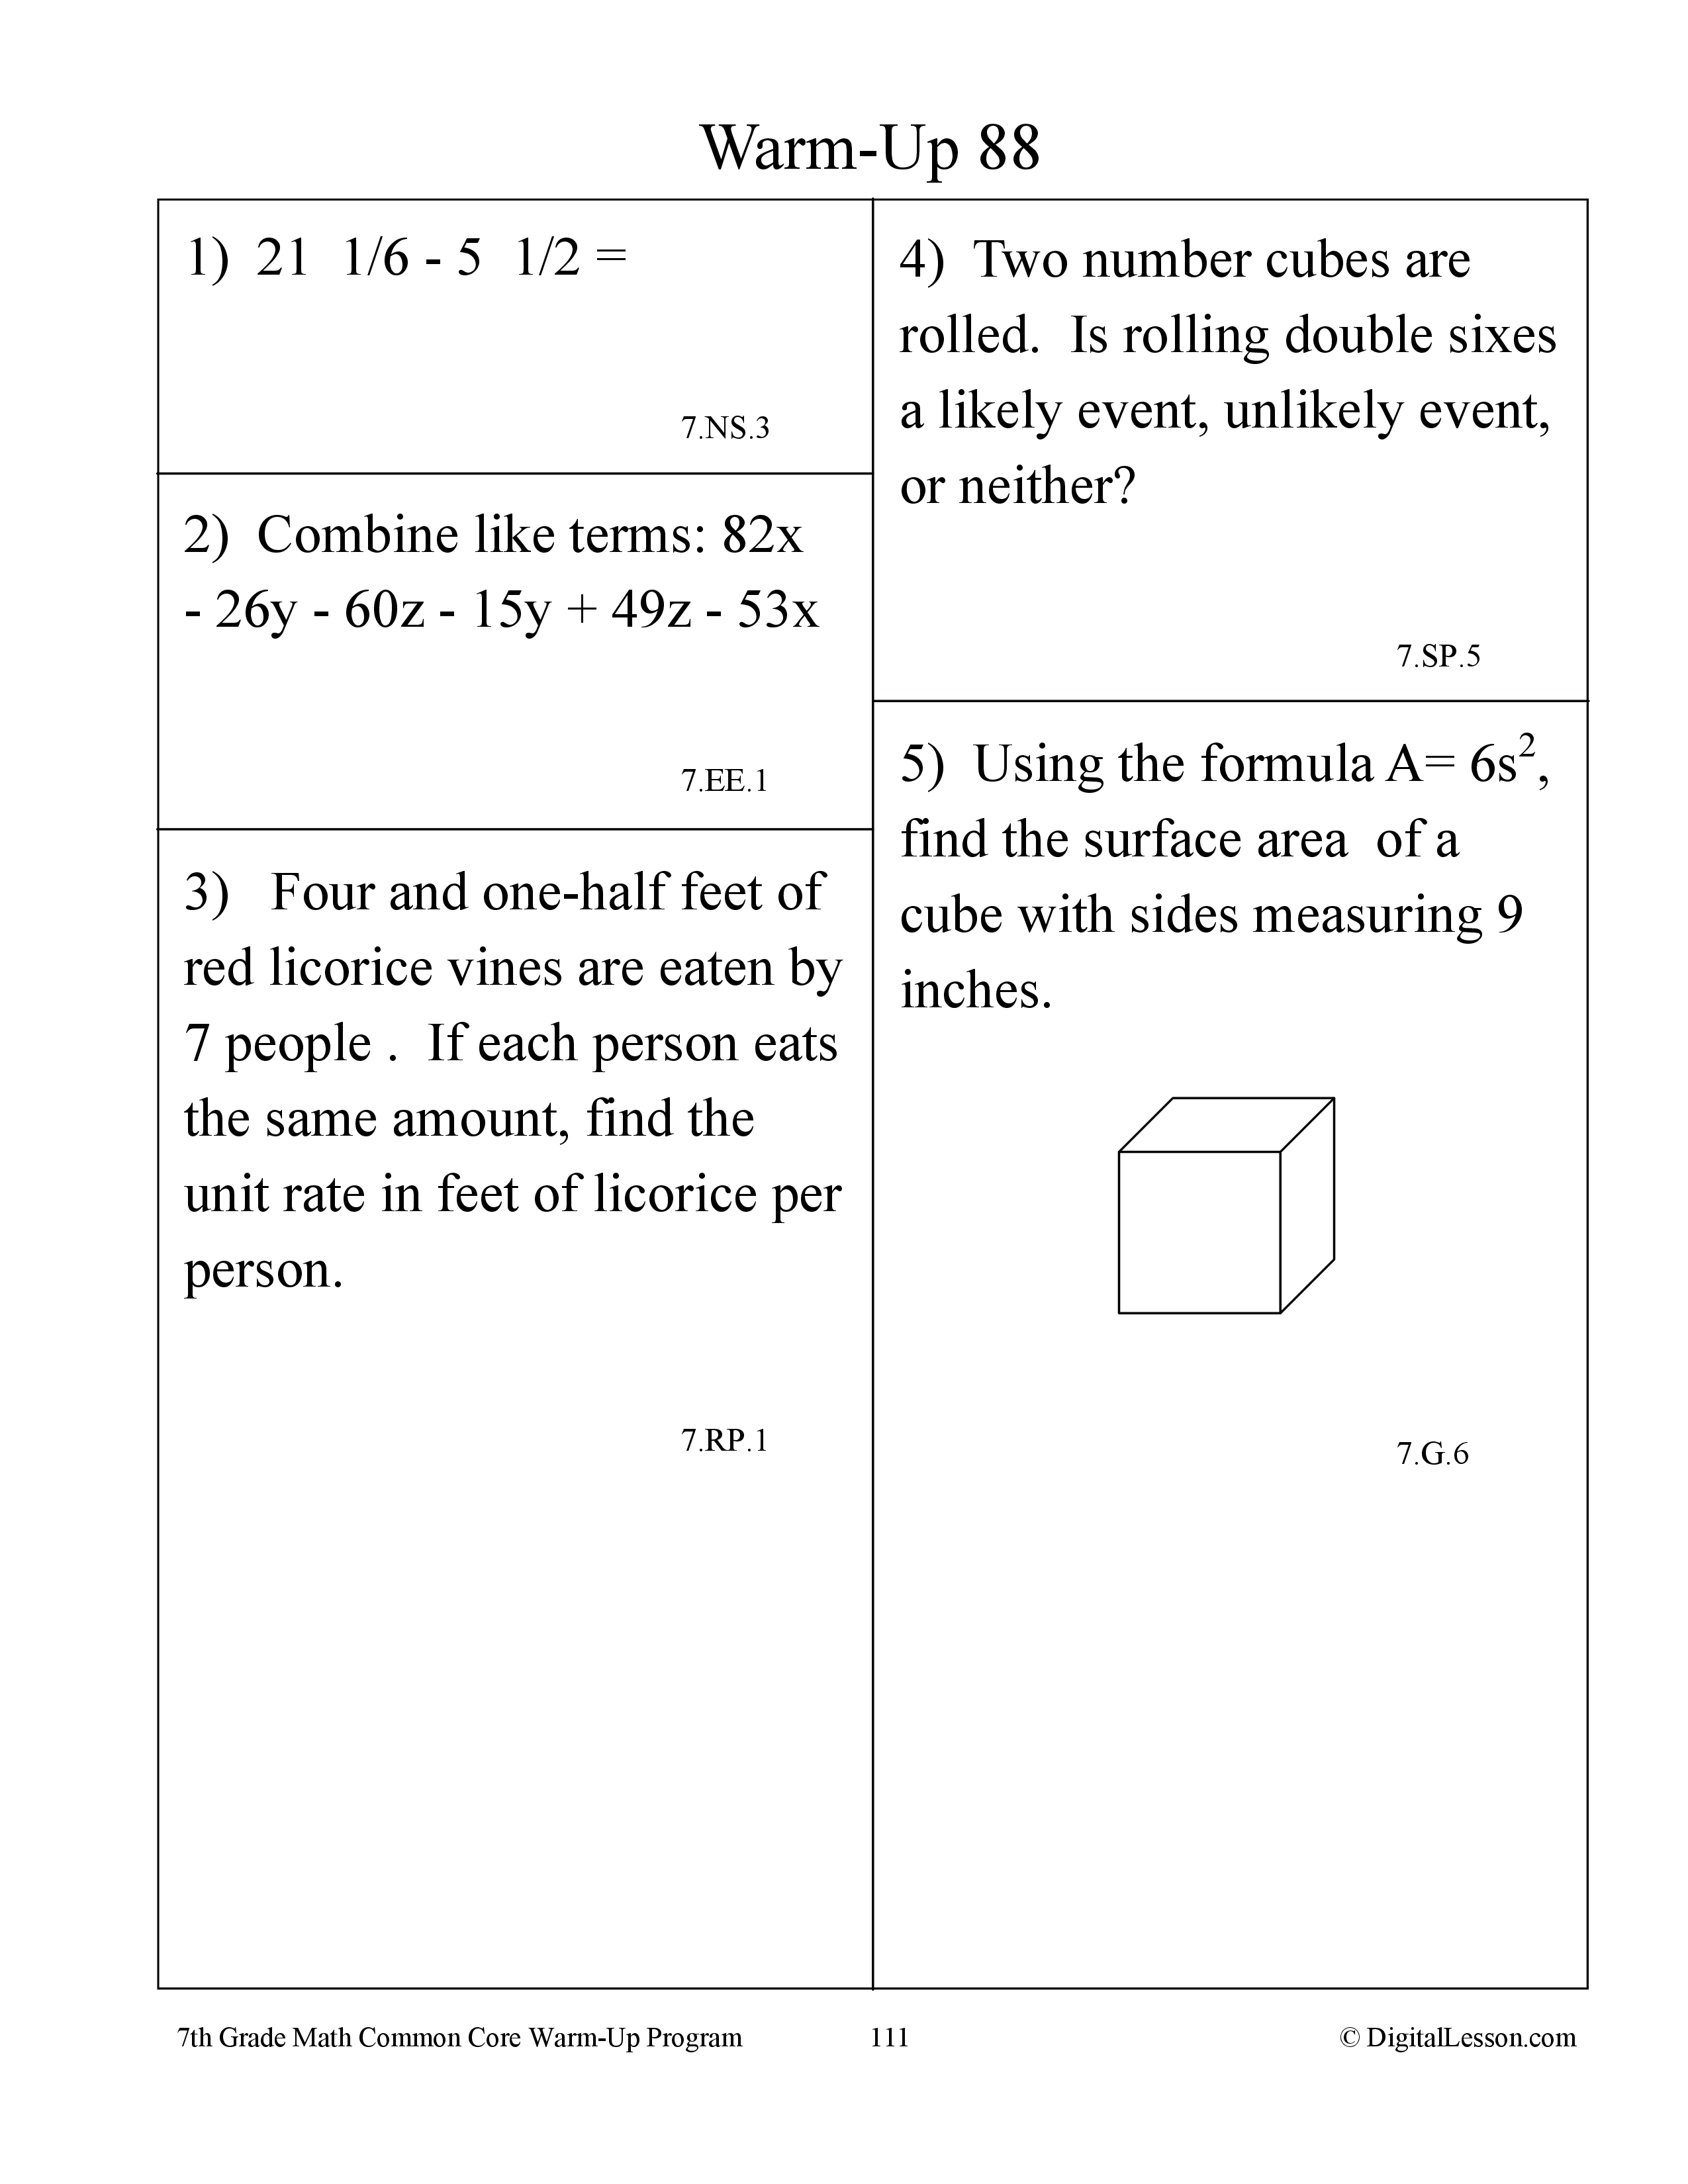 Warm-Up 88
1)  21  1/6 - 5  1/2 =
7.NS.3
2)  Combine like terms: 82x
- 26y - 60z - 15y + 49z - 53x
7.EE.1
3)   Four and one-half feet of
red licorice vines are eaten by
7 people .  If each person eats
the same amount, find the
unit rate in feet of licorice per
person.
7.RP.1
4)  Two number cubes are
rolled.  Is rolling double sixes
a likely event, unlikely event,
or neither?
7.SP.5
5)  Using the formula A= 6s²,
find the surface area  of a
cube with sides measuring 9
inches.
7.G.6
7th Grade Math Common Core Warm-Up Program 111 © DigitalLesson.com